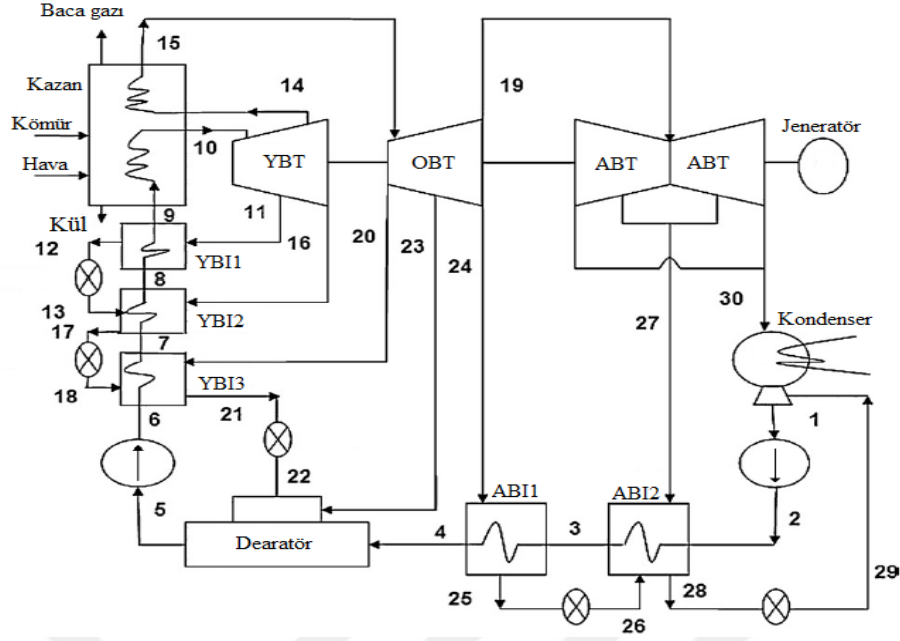 Baca gazı
15
Kazan
14
19
Kömür
10
YBT
OBT
ABT
ABT
Jeneratör
Hava
11
16
20
23
24
Kül
9
12
YBI1
8
13
YBI2
17
7
27
30
Kondenser
18
YBI3
6
21
1
22
5
ABI1
ABI2
2
Dearatör
4
3
25
26
28
29